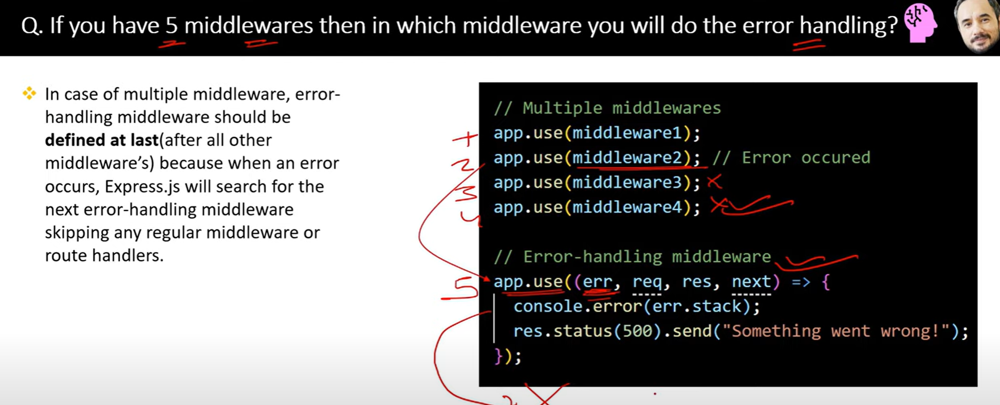 Q. If you have 5 middlewares then in which middleware you will do the error handling?
In case of multiple middleware, error-
handling middleware should be
defined at last(after all other
middleware’s) because when an error
occurs, Express.js will search for the
next error-handling middleware
skipping any regular middleware or
route handlers.
// Multiple middlewares
1 app.use(middleware1);
2 app.use(middleware2); // Error occured
3 app.use(middleware3);
4 app.use(middleware4);
// Error-handling middleware
5 app.use((err, req, res, next) => {
console.error(err.stack);
res.status(500).send("Something went wrong!");
});